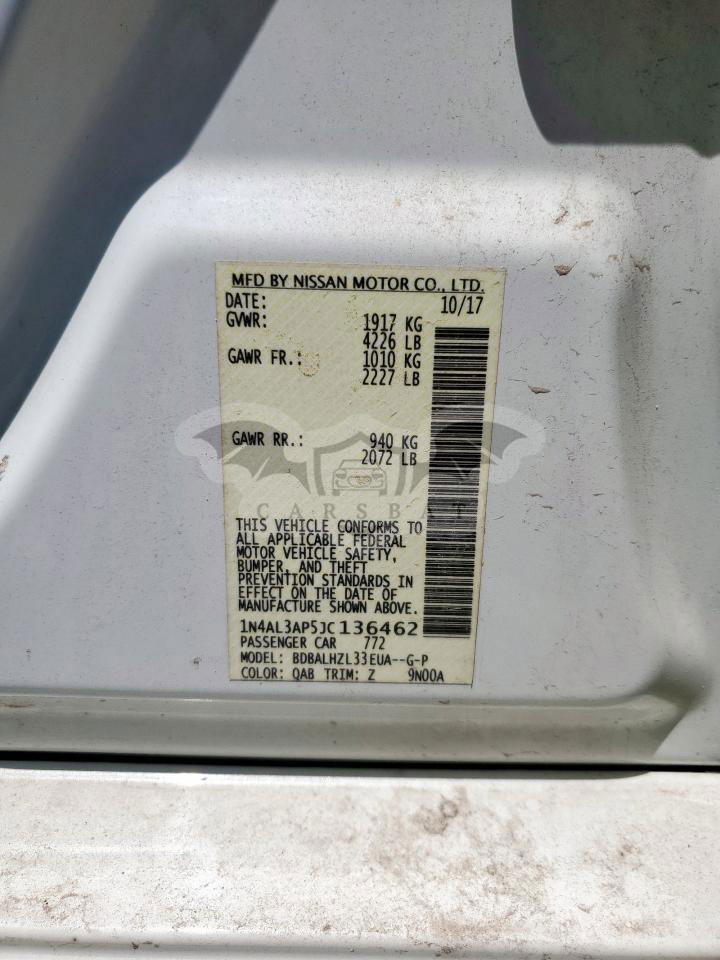 MFD BY NISSAN MOTOR CO., LTD.
DATE: 10/17
GVWR: 1917 KG
4226 LB
GAWR FR.: 1010 KG
2227 LB
GAWR RR.: 940 KG
2072 LB
CARSBAT
THIS VEHICLE CONFORMS TO
ALL APPLICABLE FEDERAL
MOTOR VEHICLE SAFETY,
BUMPER, AND THEFT
PREVENTION STANDARDS IN
EFFECT ON THE DATE OF
MANUFACTURE SHOWN ABOVE.
1N4AL3AP5JC136462
PASSENGER CAR 772
MODEL: BDBALHZL33EUA--G-P
COLOR: QAB TRIM: Z 9N00A